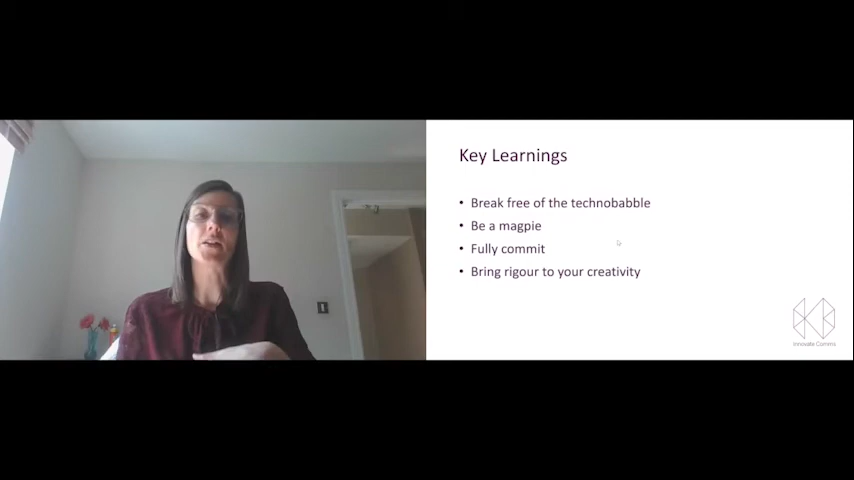 Key Learnings
• Break free of the technobabble
• Be a magpie
• Fully commit
• Bring rigour to your creativity
Innovate Comms